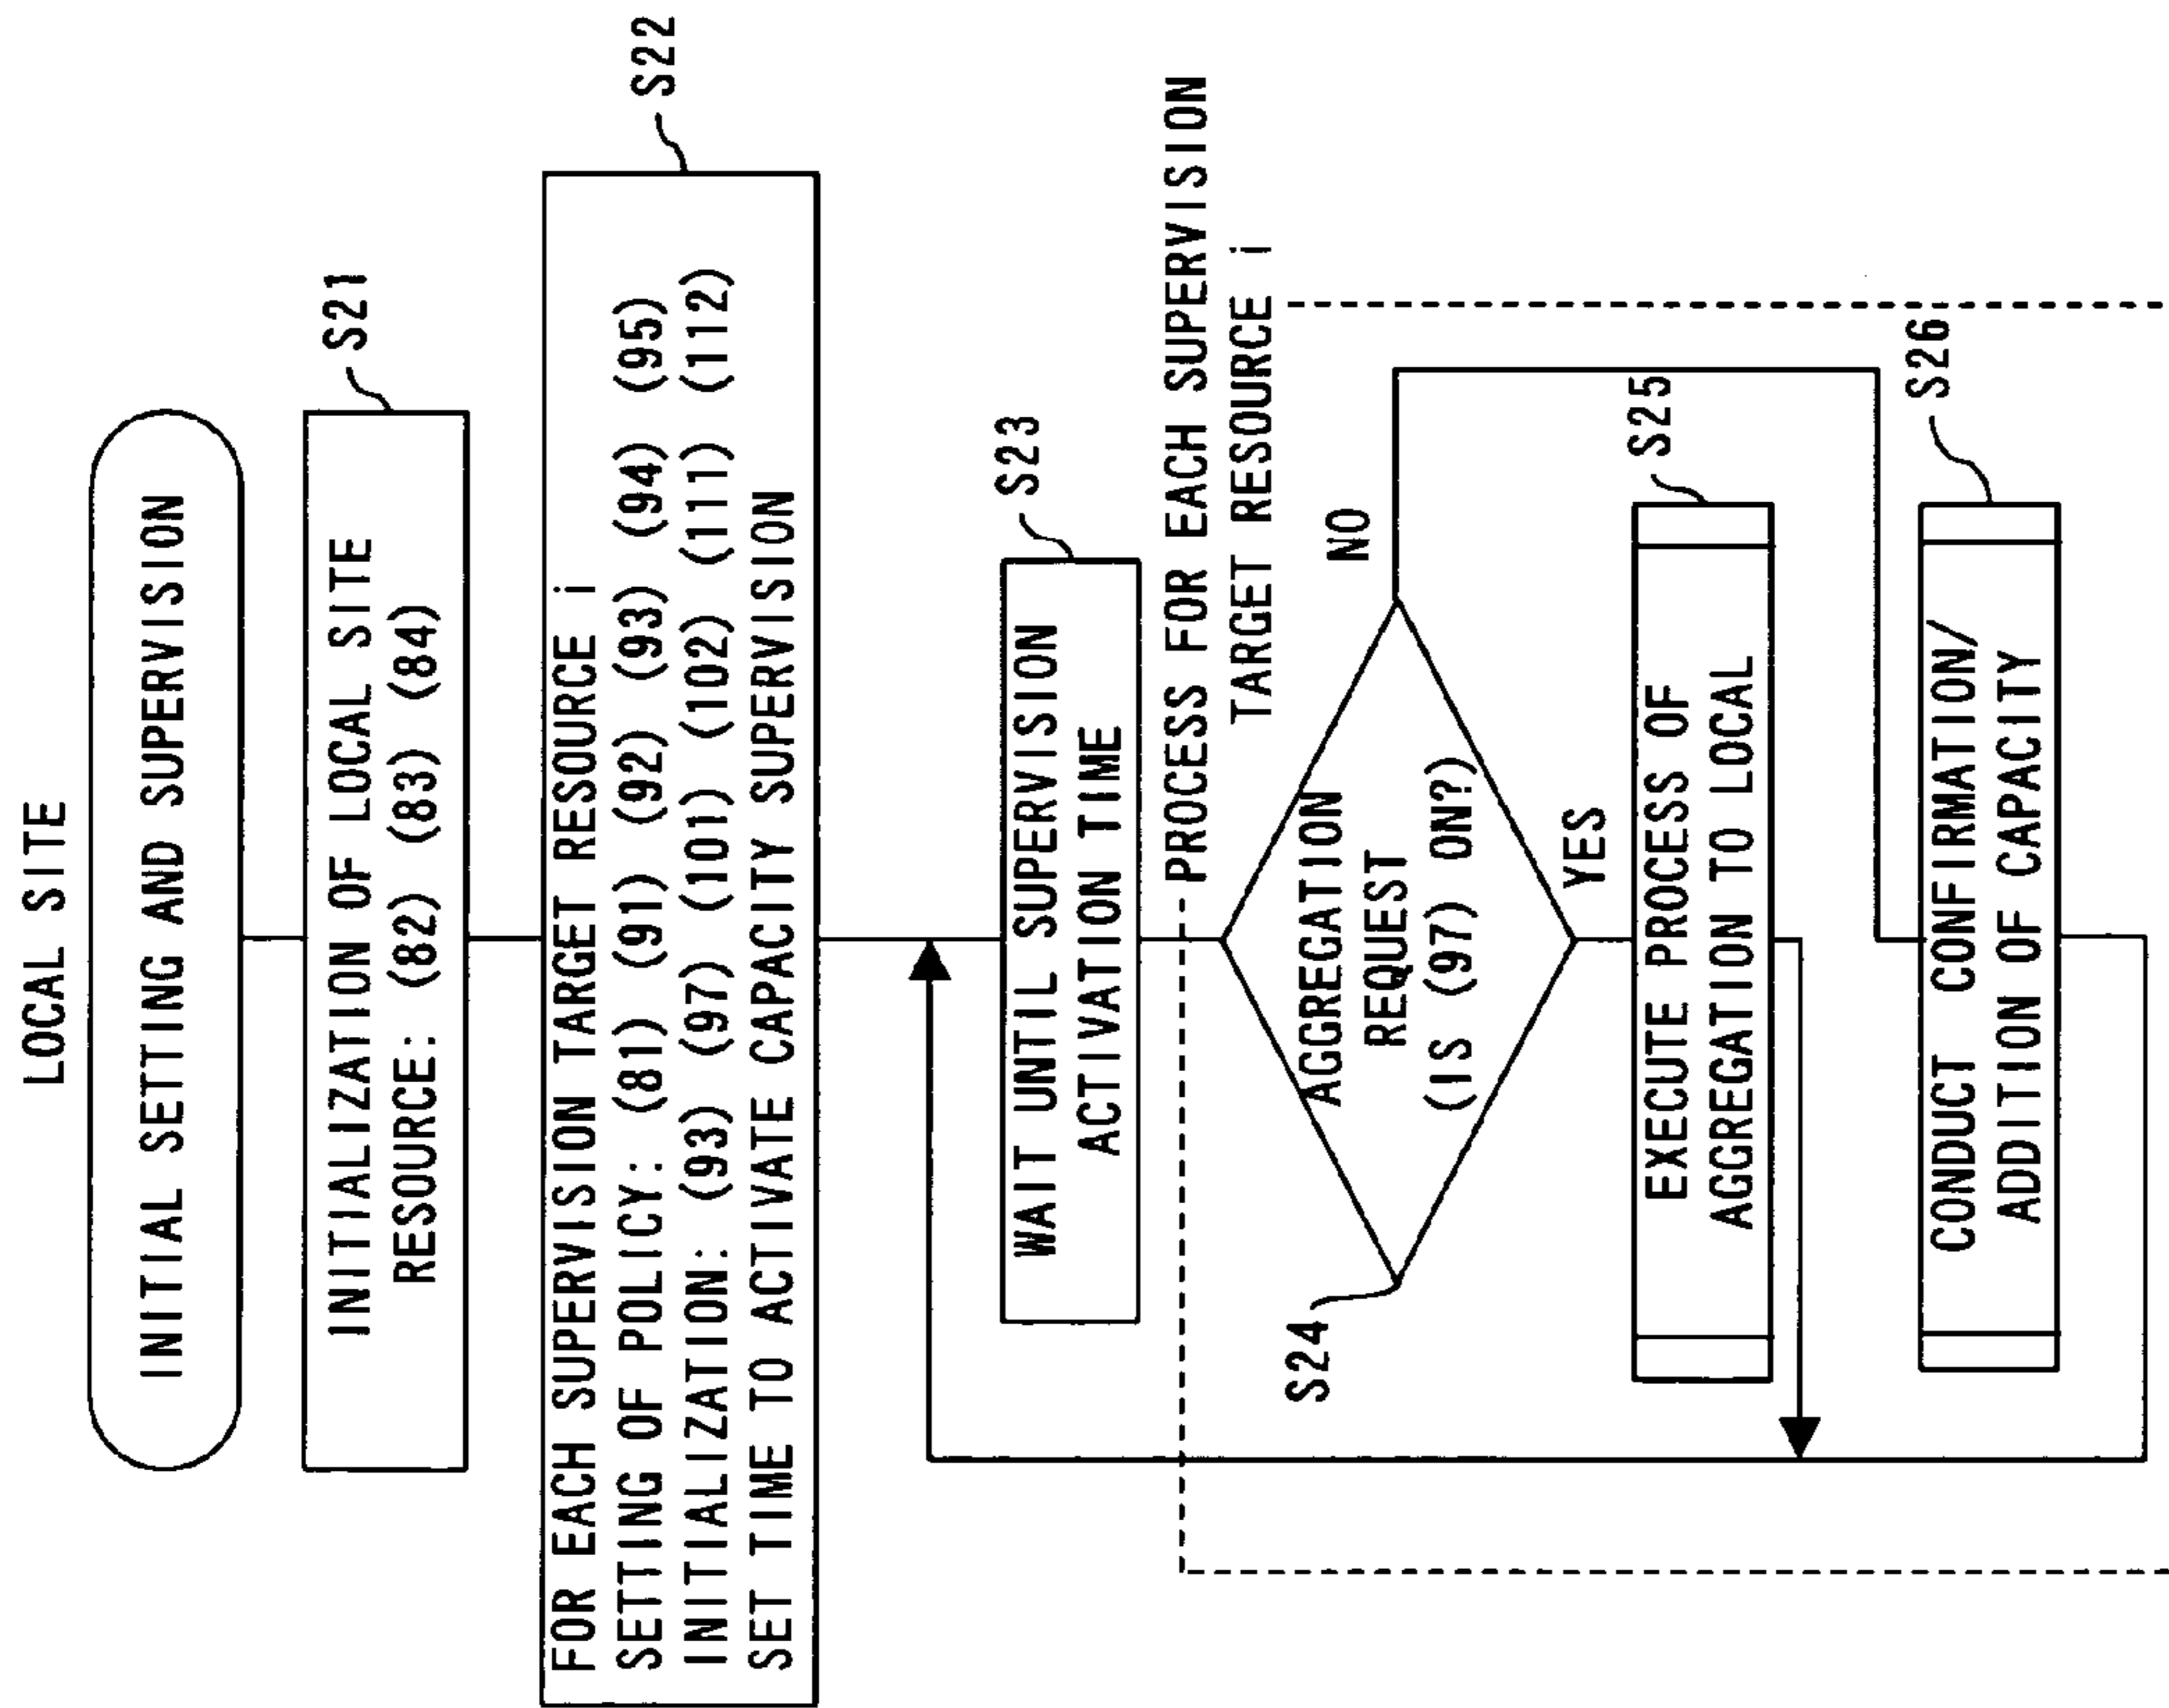 LOCAL SITE
INITIAL SETTING AND SUPERVISION
INITIALIZATION OF LOCAL SITE
RESOURCE: (82) (83) (84)
S21
FOR EACH SUPERVISION TARGET RESOURCE i
SETTING OF POLICY: (81) (91) (92) (93) (94) (95)
INITIALIZATION: (93) (97) (101) (102) (111) (112)
SET TIME TO ACTIVATE CAPACITY SUPERVISION
S22
WAIT UNTIL SUPERVISION
ACTIVATION TIME
S23
PROCESS FOR EACH SUPERVISION
TARGET RESOURCE i
S24
AGGREGATION
REQUEST
(IS (97) ON?)
NO
YES
EXECUTE PROCESS OF
AGGREGATION TO LOCAL
S25
CONDUCT CONFIRMATION/
ADDITION OF CAPACITY
S26